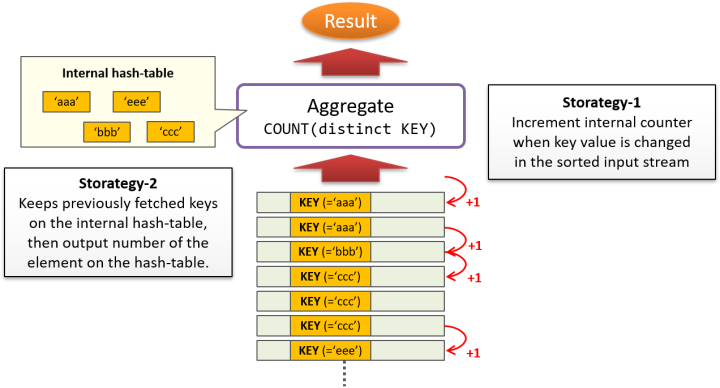 Result
Internal hash-table
'aaa'
'eee'
'bbb'
'ccc'
Aggregate
COUNT(distinct KEY)
Storategy-1
Increment internal counter
when key value is changed
in the sorted input stream
Storategy-2
Keeps previously fetched keys
on the internal hash-table,
then output number of the
element on the hash-table.
KEY (='aaa')
+1
KEY (='aaa')
+1
KEY (='bbb')
+1
KEY (='ccc')
KEY (='ccc')
KEY (='ccc')
+1
KEY (='eee')